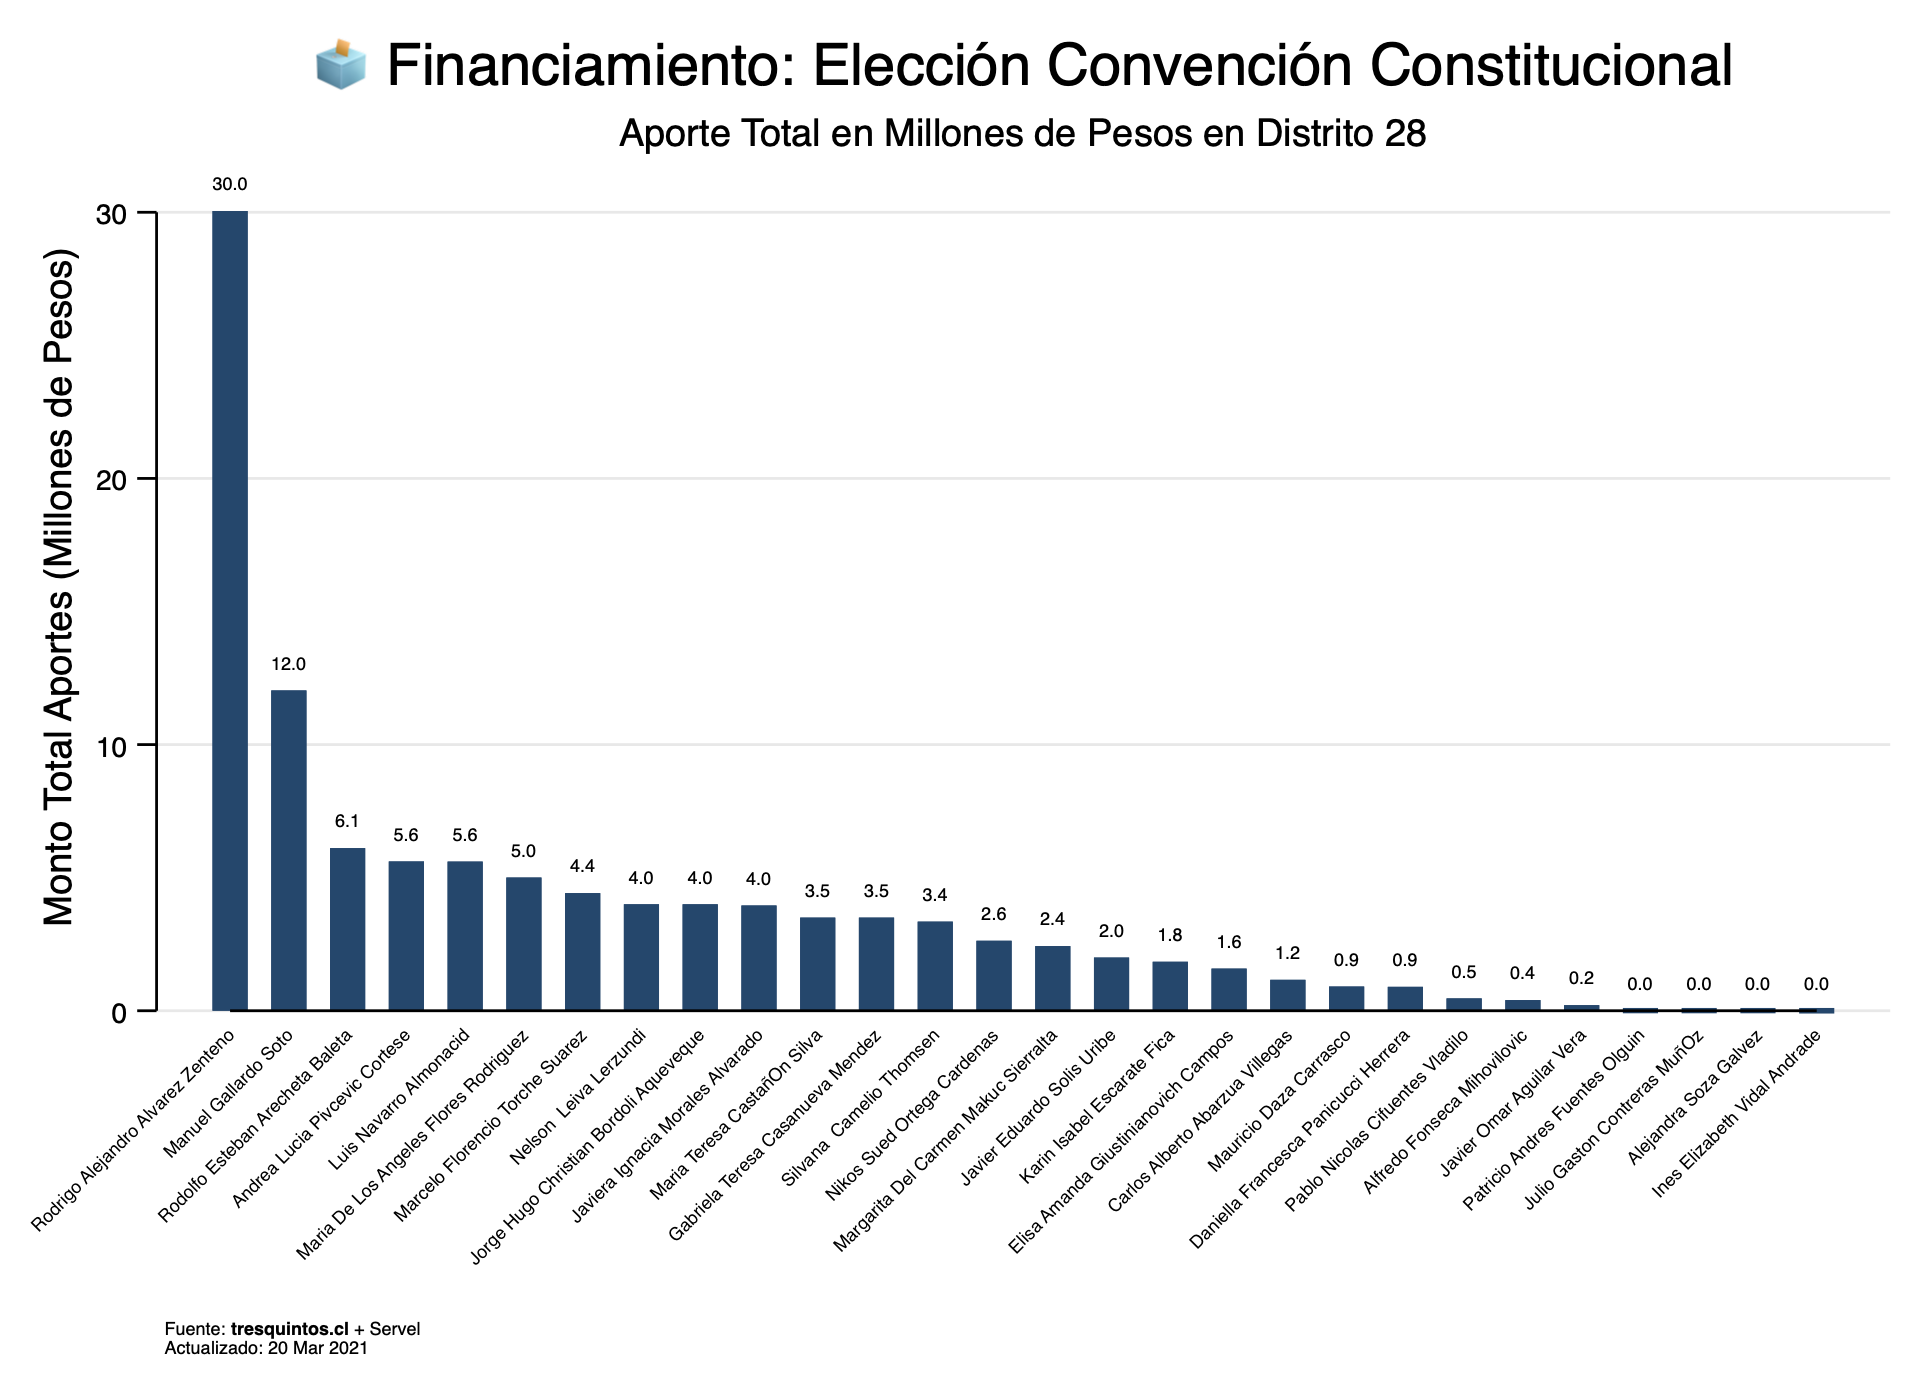 Financiamiento: Elección Convención Constitucional
Aporte Total en Millones de Pesos en Distrito 28
Monto Total Aportes (Millones de Pesos)
30
20
10
0
30.0
12.0
6.1
5.6
5.6
5.0
4.4
4.0
4.0
4.0
3.5
3.5
3.4
2.6
2.4
2.0
1.8
1.6
1.2
0.9
0.9
0.5
0.4
0.2
0.0
0.0
0.0
0.0
Rodrigo Alejandro Alvarez Zenteno
Manuel Gallardo Soto
Rodolfo Esteban Arecheta Baleta
Andrea Lucia Pivcevic Cortese
Luis Navarro Almonacid
Maria De Los Angeles Flores Rodriguez
Marcelo Florencio Torche Suarez
Nelson Leiva Lerzundi
Jorge Hugo Christian Bordoli Aqueveque
Javiera Ignacia Morales Alvarado
Maria Teresa CastañOn Silva
Gabriela Teresa Casanueva Mendez
Silvana Camelio Thomsen
Nikos Sued Ortega Cardenas
Margarita Del Carmen Makuc Sierralta
Javier Eduardo Solis Uribe
Karin Isabel Escarate Fica
Elisa Amanda Giustinianovich Campos
Carlos Alberto Abarzua Villegas
Mauricio Daza Carrasco
Daniella Francesca Panicucci Herrera
Pablo Nicolas Cifuentes Vladilo
Alfredo Fonseca Mihovilovic
Javier Omar Aguilar Vera
Patricio Andres Fuentes Olguin
Julio Gaston Contreras MuñOz
Alejandra Soza Galvez
Ines Elizabeth Vidal Andrade
Fuente: tresquintos.cl + Servel
Actualizado: 20 Mar 2021